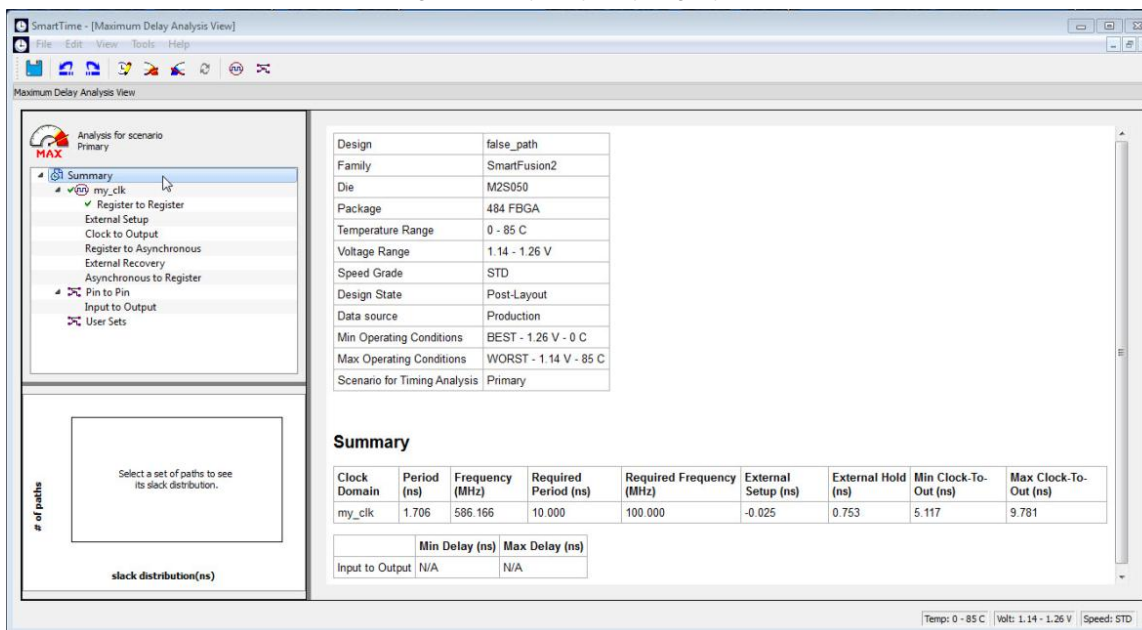 SmartTime - [Maximum Delay Analysis View]
File Edit View Tools Help
Maximum Delay Analysis View
Analysis for scenario
Primary
MAX
Summary
my_clk
Register to Register
External Setup
Clock to Output
Register to Asynchronous
External Recovery
Asynchronous to Register
Pin to Pin
Input to Output
User Sets
# of paths
Select a set of paths to see
its slack distribution.
slack distribution(ns)
Design false_path
Family SmartFusion2
Die M2S050
Package 484 FBGA
Temperature Range 0 - 85 C
Voltage Range 1.14 - 1.26 V
Speed Grade STD
Design State Post-Layout
Data source Production
Min Operating Conditions BEST - 1.26 V - 0 C
Max Operating Conditions WORST - 1.14 V - 85 C
Scenario for Timing Analysis Primary
Summary
Clock Domain Period (ns) Frequency (MHz) Required Period (ns) Required Frequency (MHz) External Setup (ns) External Hold (ns) Min Clock-To-Out (ns) Max Clock-To-Out (ns)
my_clk 1.706 586.166 10.000 100.000 -0.025 0.753 5.117 9.781
Min Delay (ns) Max Delay (ns)
Input to Output N/A N/A
Temp: 0 - 85 C Volt: 1.14 - 1.26 V Speed: STD